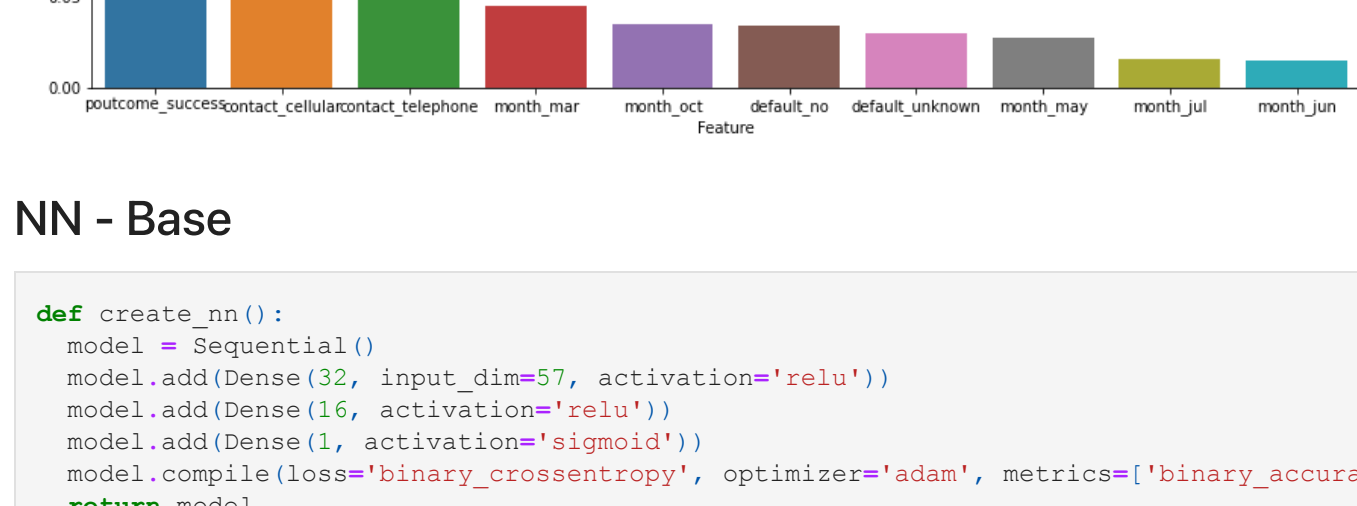 0.00
poutcome_success contact_cellular contact_telephone month_mar month_oct default_no default_unknown month_may month_jul month_jun
Feature
NN - Base
def create_nn():
  model = Sequential()
  model.add(Dense(32, input_dim=57, activation='relu'))
  model.add(Dense(16, activation='relu'))
  model.add(Dense(1, activation='sigmoid'))
  model.compile(loss='binary_crossentropy', optimizer='adam', metrics=['binary_accura
  return model